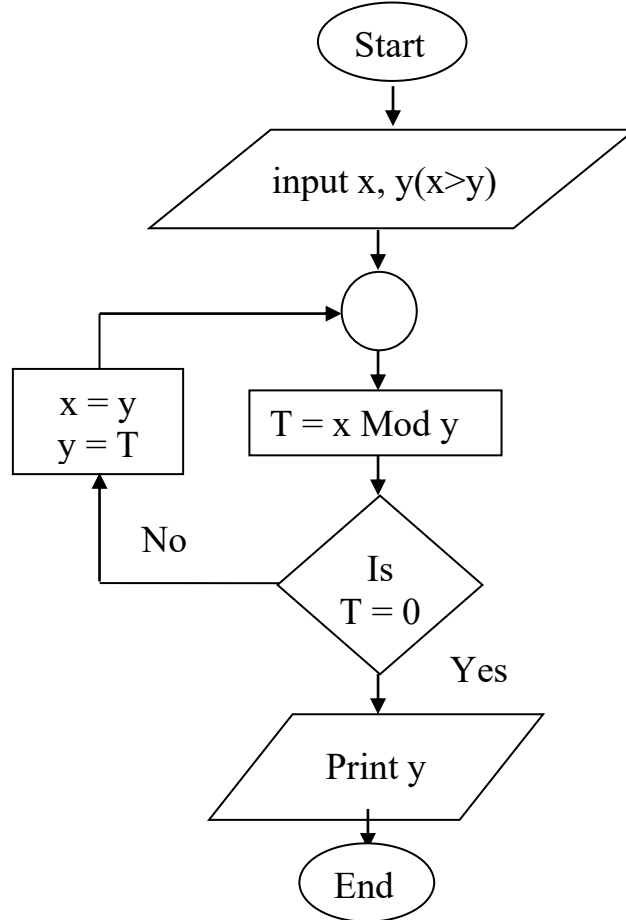 Start
input x, y(x>y)
x = y
y = T
T = x Mod y
No
Is
T = 0
Yes
Print y
End